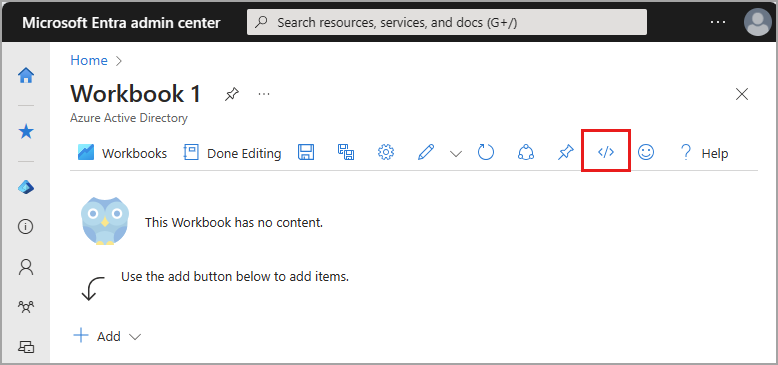 Microsoft Entra admin center
Search resources, services, and docs (G+/)
Home
Workbook 1
Azure Active Directory
Workbooks Done Editing Help
This Workbook has no content.
Use the add button below to add items.
Add